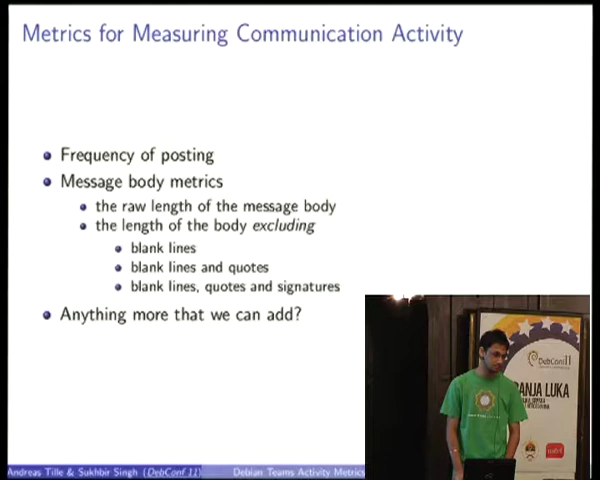 Metrics for Measuring Communication Activity
Frequency of posting
Message body metrics
the raw length of the message body
the length of the body excluding
blank lines
blank lines and quotes
blank lines, quotes and signatures
Anything more that we can add?
DebConf11
BANJA LUKA
Andreas Tille & Sukhbir Singh (DebConf 11)
Debian Teams Activity Metrics